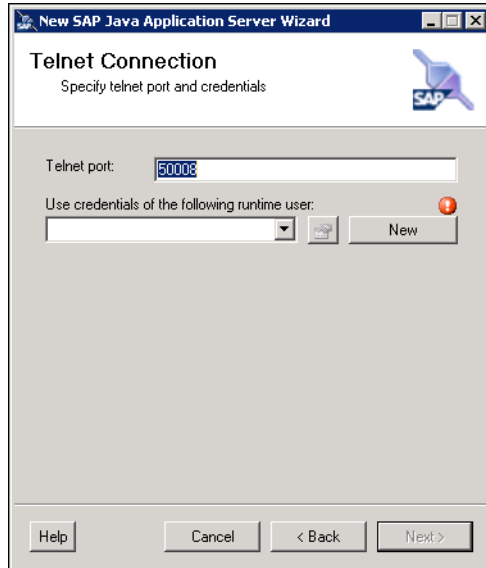 New SAP Java Application Server Wizard
Telnet Connection
Specify telnet port and credentials
SAP
Telnet port: 50008
Use credentials of the following runtime user:
New
Help Cancel < Back Next >